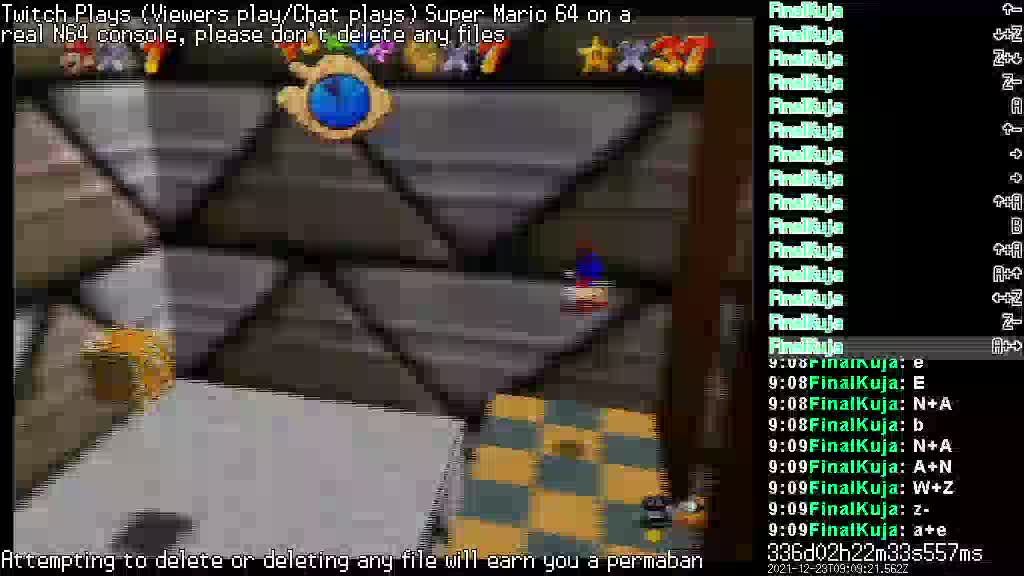 Twitch Plays (Viewers play/Chat plays) Super Mario 64 on a
real N64 console, please don't delete any files
7
7
37
FinalKuja ↑-
FinalKuja ↓+Z
FinalKuja Z+↓
FinalKuja Z-
FinalKuja A
FinalKuja ↑-
FinalKuja →
FinalKuja →
FinalKuja ↑+A
FinalKuja B
FinalKuja ↑+A
FinalKuja A+↑
FinalKuja ←+Z
FinalKuja Z-
FinalKuja A+→
9:08FinalKuja: e
9:08FinalKuja: E
9:08FinalKuja: N+A
9:08FinalKuja: b
9:09FinalKuja: N+A
9:09FinalKuja: A+N
9:09FinalKuja: W+Z
9:09FinalKuja: z-
9:09FinalKuja: a+e
Attempting to delete or deleting any file will earn you a permaban
336d02h22m33s557ms
2021-12-29T09:09:21.562Z